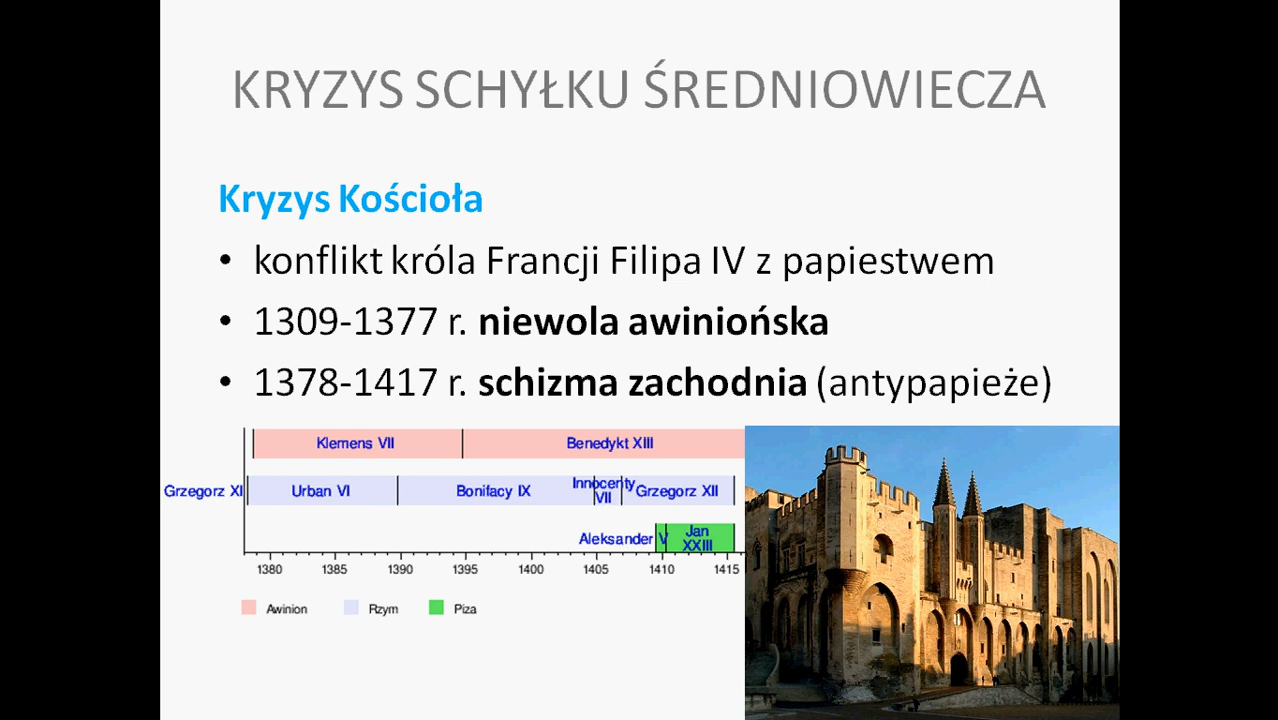 KRYZYS SCHYŁKU ŚREDNIOWIECZA
Kryzys Kościoła
• konflikt króla Francji Filipa IV z papiestwem
• 1309-1377 r. niewola awiniońska
• 1378-1417 r. schizma zachodnia (antypapieże)
Klemens VII Benedykt XIII
Grzegorz XI Urban VI Bonifacy IX Innocenty VII Grzegorz XII
Aleksander V Jan XXIII
1380 1385 1390 1395 1400 1405 1410 1415
Awinion Rzym Piza